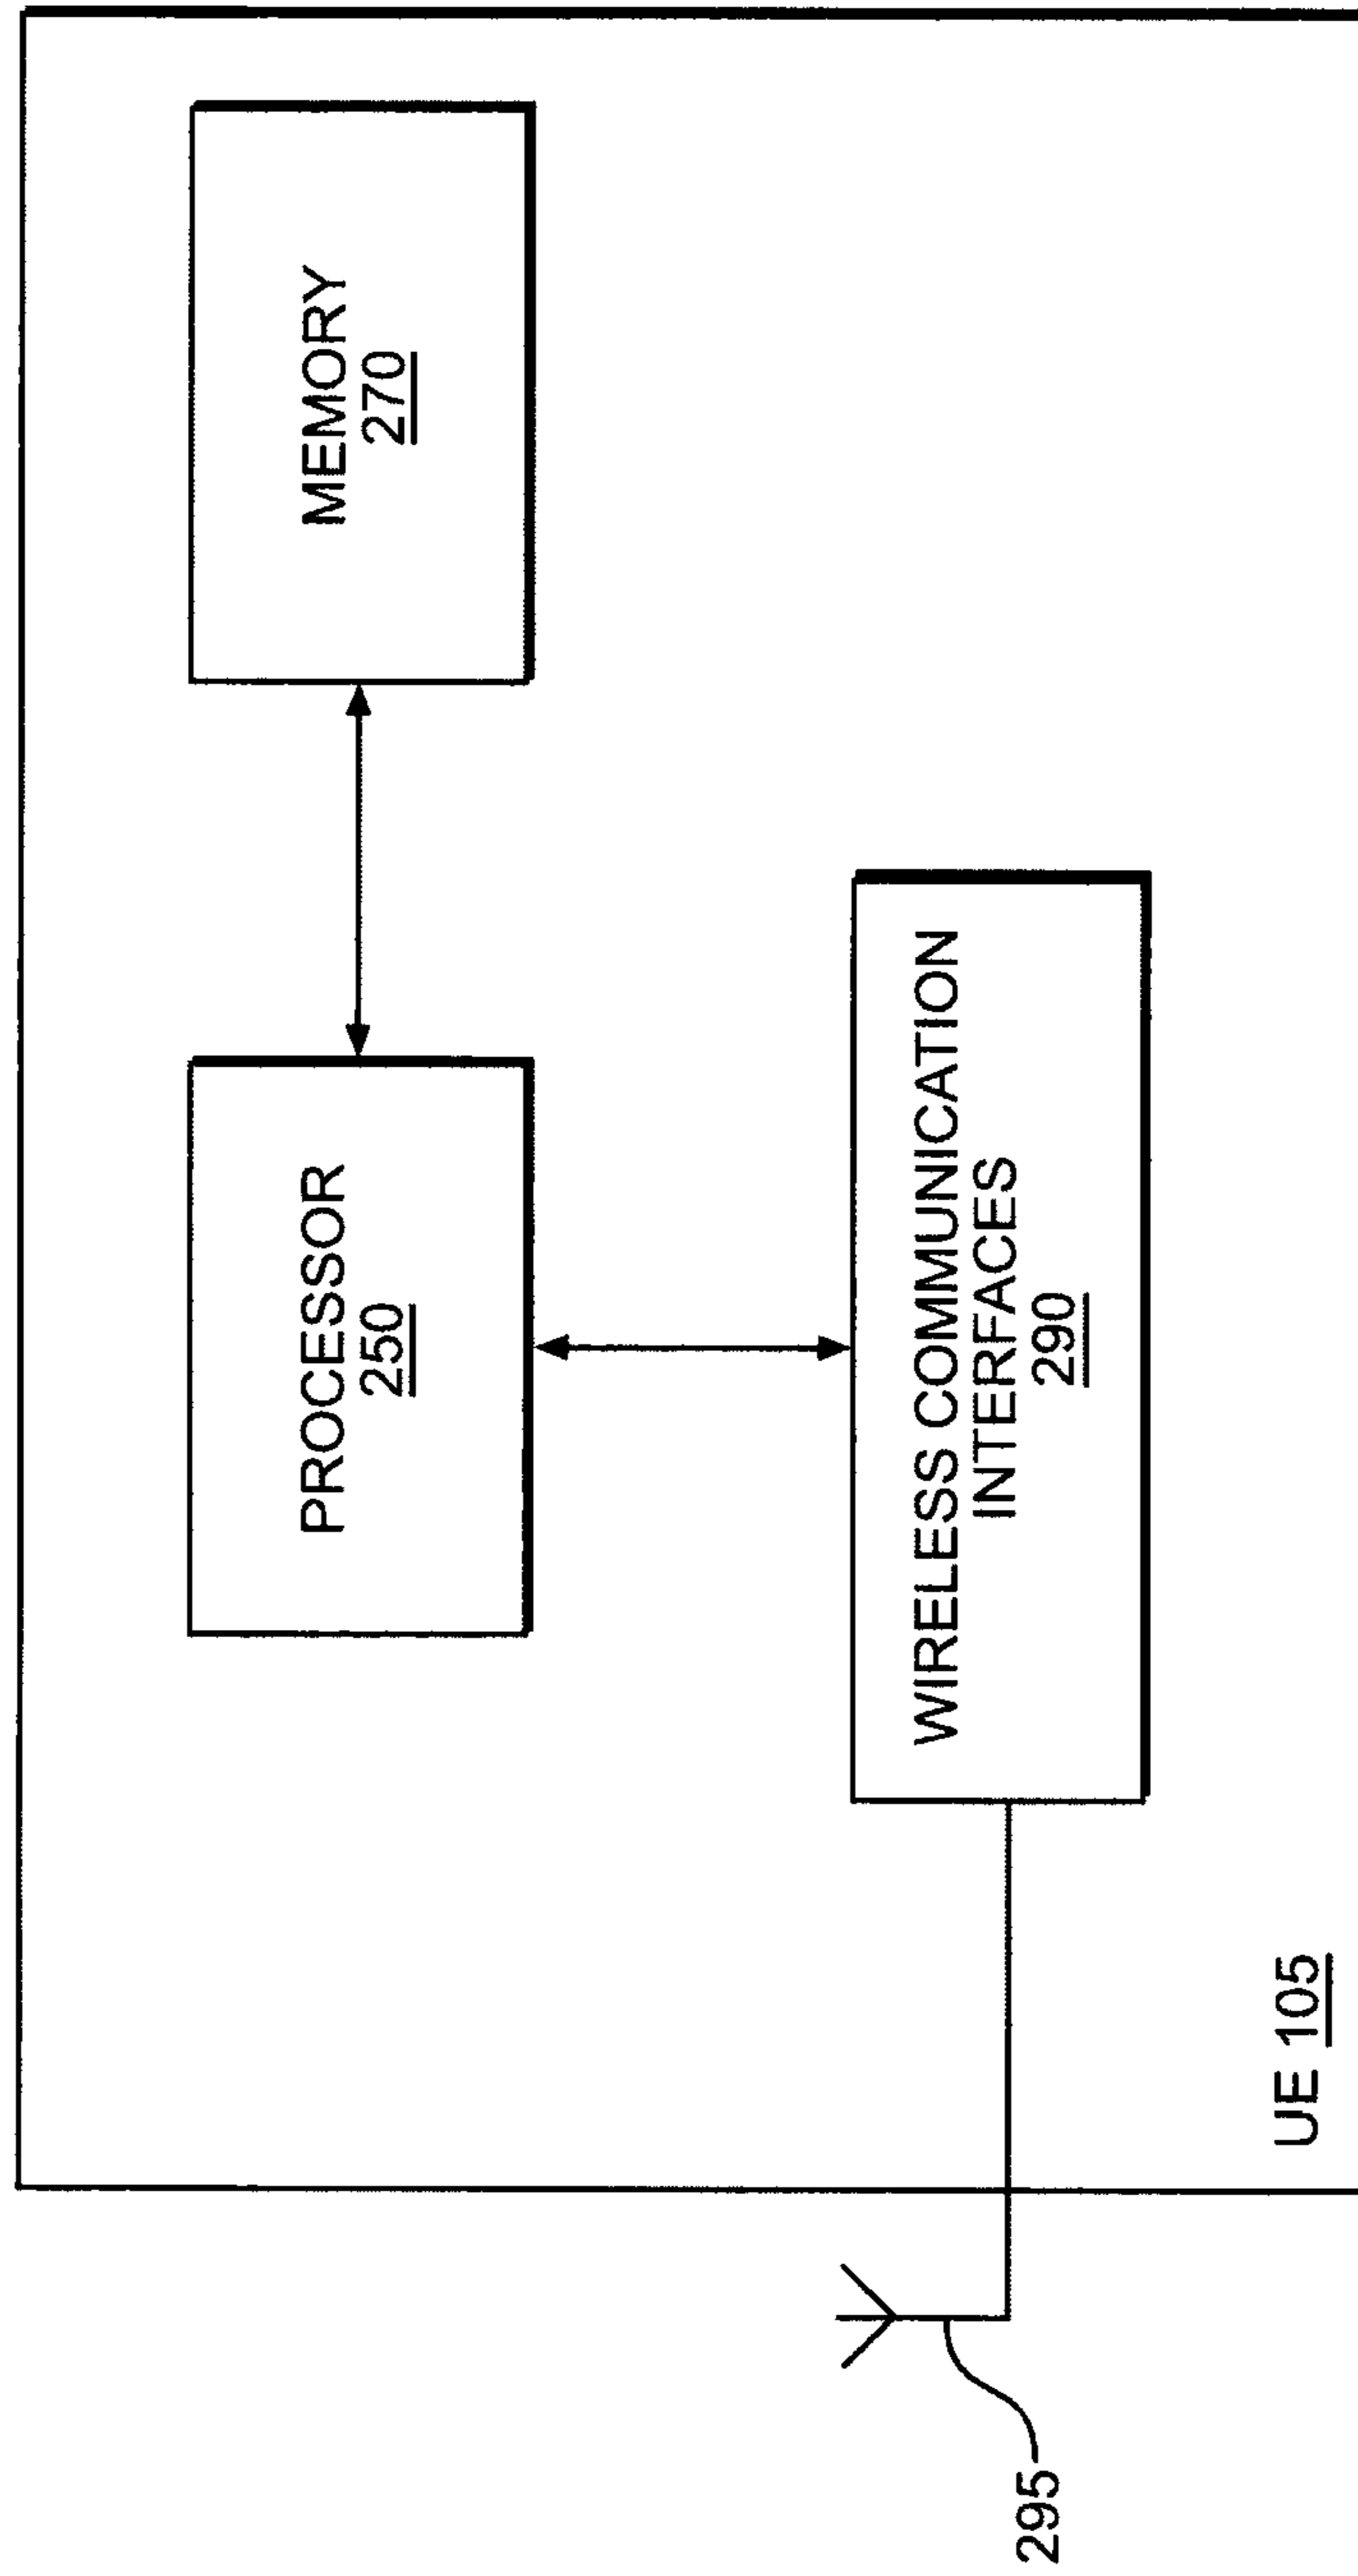 PROCESSOR
250
MEMORY
270
WIRELESS COMMUNICATION
INTERFACES
290
295
UE 105